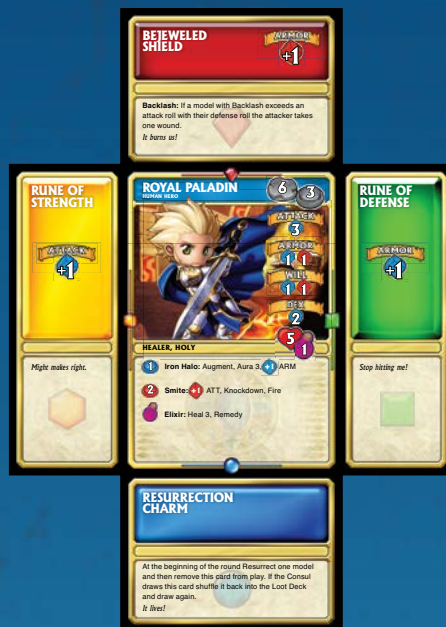 BEJEWELED
SHIELD
ARMOR
+1
Backlash: If a model with Backlash exceeds an
attack roll with their defense roll the attacker takes
one wound.
It burns us!
RUNE OF
STRENGTH
ATTACK
+1
Might makes right.
ROYAL PALADIN
HUMAN HERO
6 3
ATTACK
3
ARMOR
1 1
WILL
1 1
DEX
2
5
1
HEALER, HOLY
1 Iron Halo: Augment, Aura 3, +1 ARM
2 Smite: +1 ATT, Knockdown, Fire
Elixir: Heal 3, Remedy
RUNE OF
DEFENSE
ARMOR
+1
Stop hitting me!
RESURRECTION
CHARM
At the beginning of the round Resurrect one model
and then remove this card from play. If the Consul
draws this card shuffle it back into the Loot Deck
and draw again.
It lives!